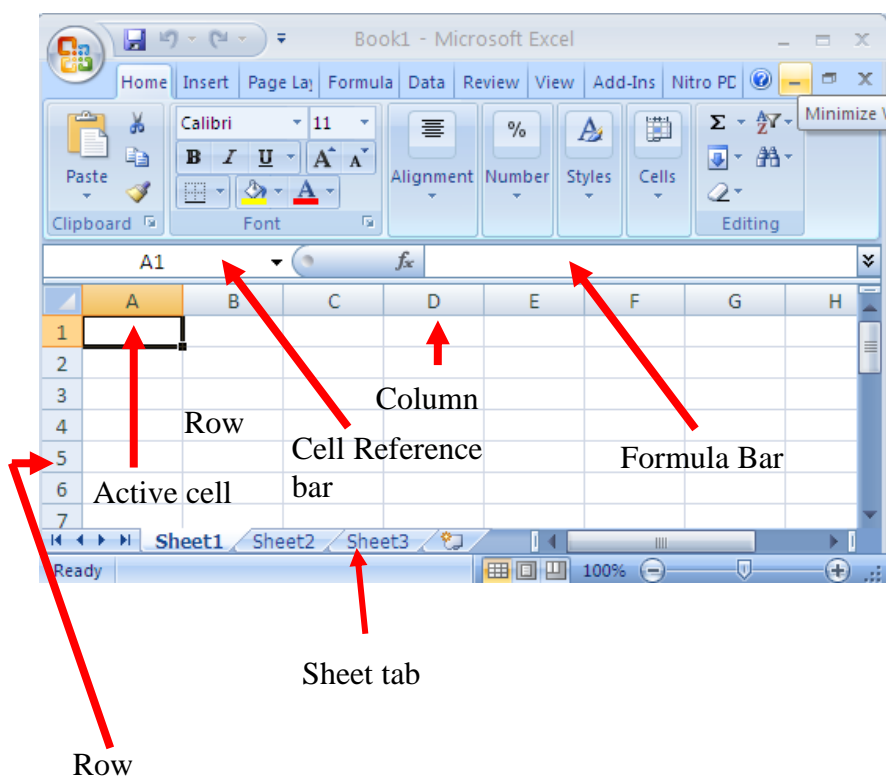 Book1 - Microsoft Excel
Home Insert Page La Formula Data Review View Add-Ins Nitro
Minimize
Calibri 11
B I U A A
Paste
Alignment Number Styles Cells
% A Σ
Clipboard Font Editing
A1 fx
A B C D E F G H
1
2
3
Column
4
Row
5
Cell Reference
bar
Formula Bar
6
Active cell
7
Sheet1 Sheet2 Sheet3
Ready 100%
Sheet tab
Row